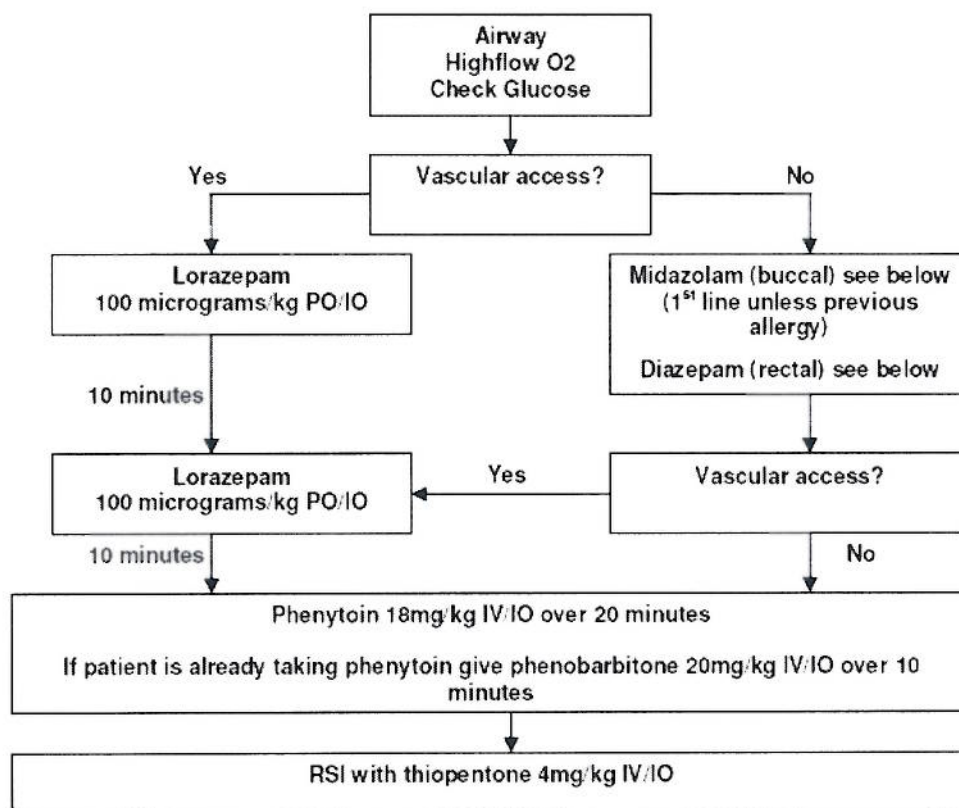 Airway
Highflow O2
Check Glucose
Yes
Vascular access?
No
Lorazepam
100 micrograms/kg PO/IO
Midazolam (buccal) see below
(1st line unless previous
allergy)
Diazepam (rectal) see below
10 minutes
Lorazepam
100 micrograms/kg PO/IO
Yes
Vascular access?
10 minutes
No
Phenytoin 18mg/kg IV/IO over 20 minutes
If patient is already taking phenytoin give phenobarbitone 20mg/kg IV/IO over 10
minutes
RSI with thiopentone 4mg/kg IV/IO